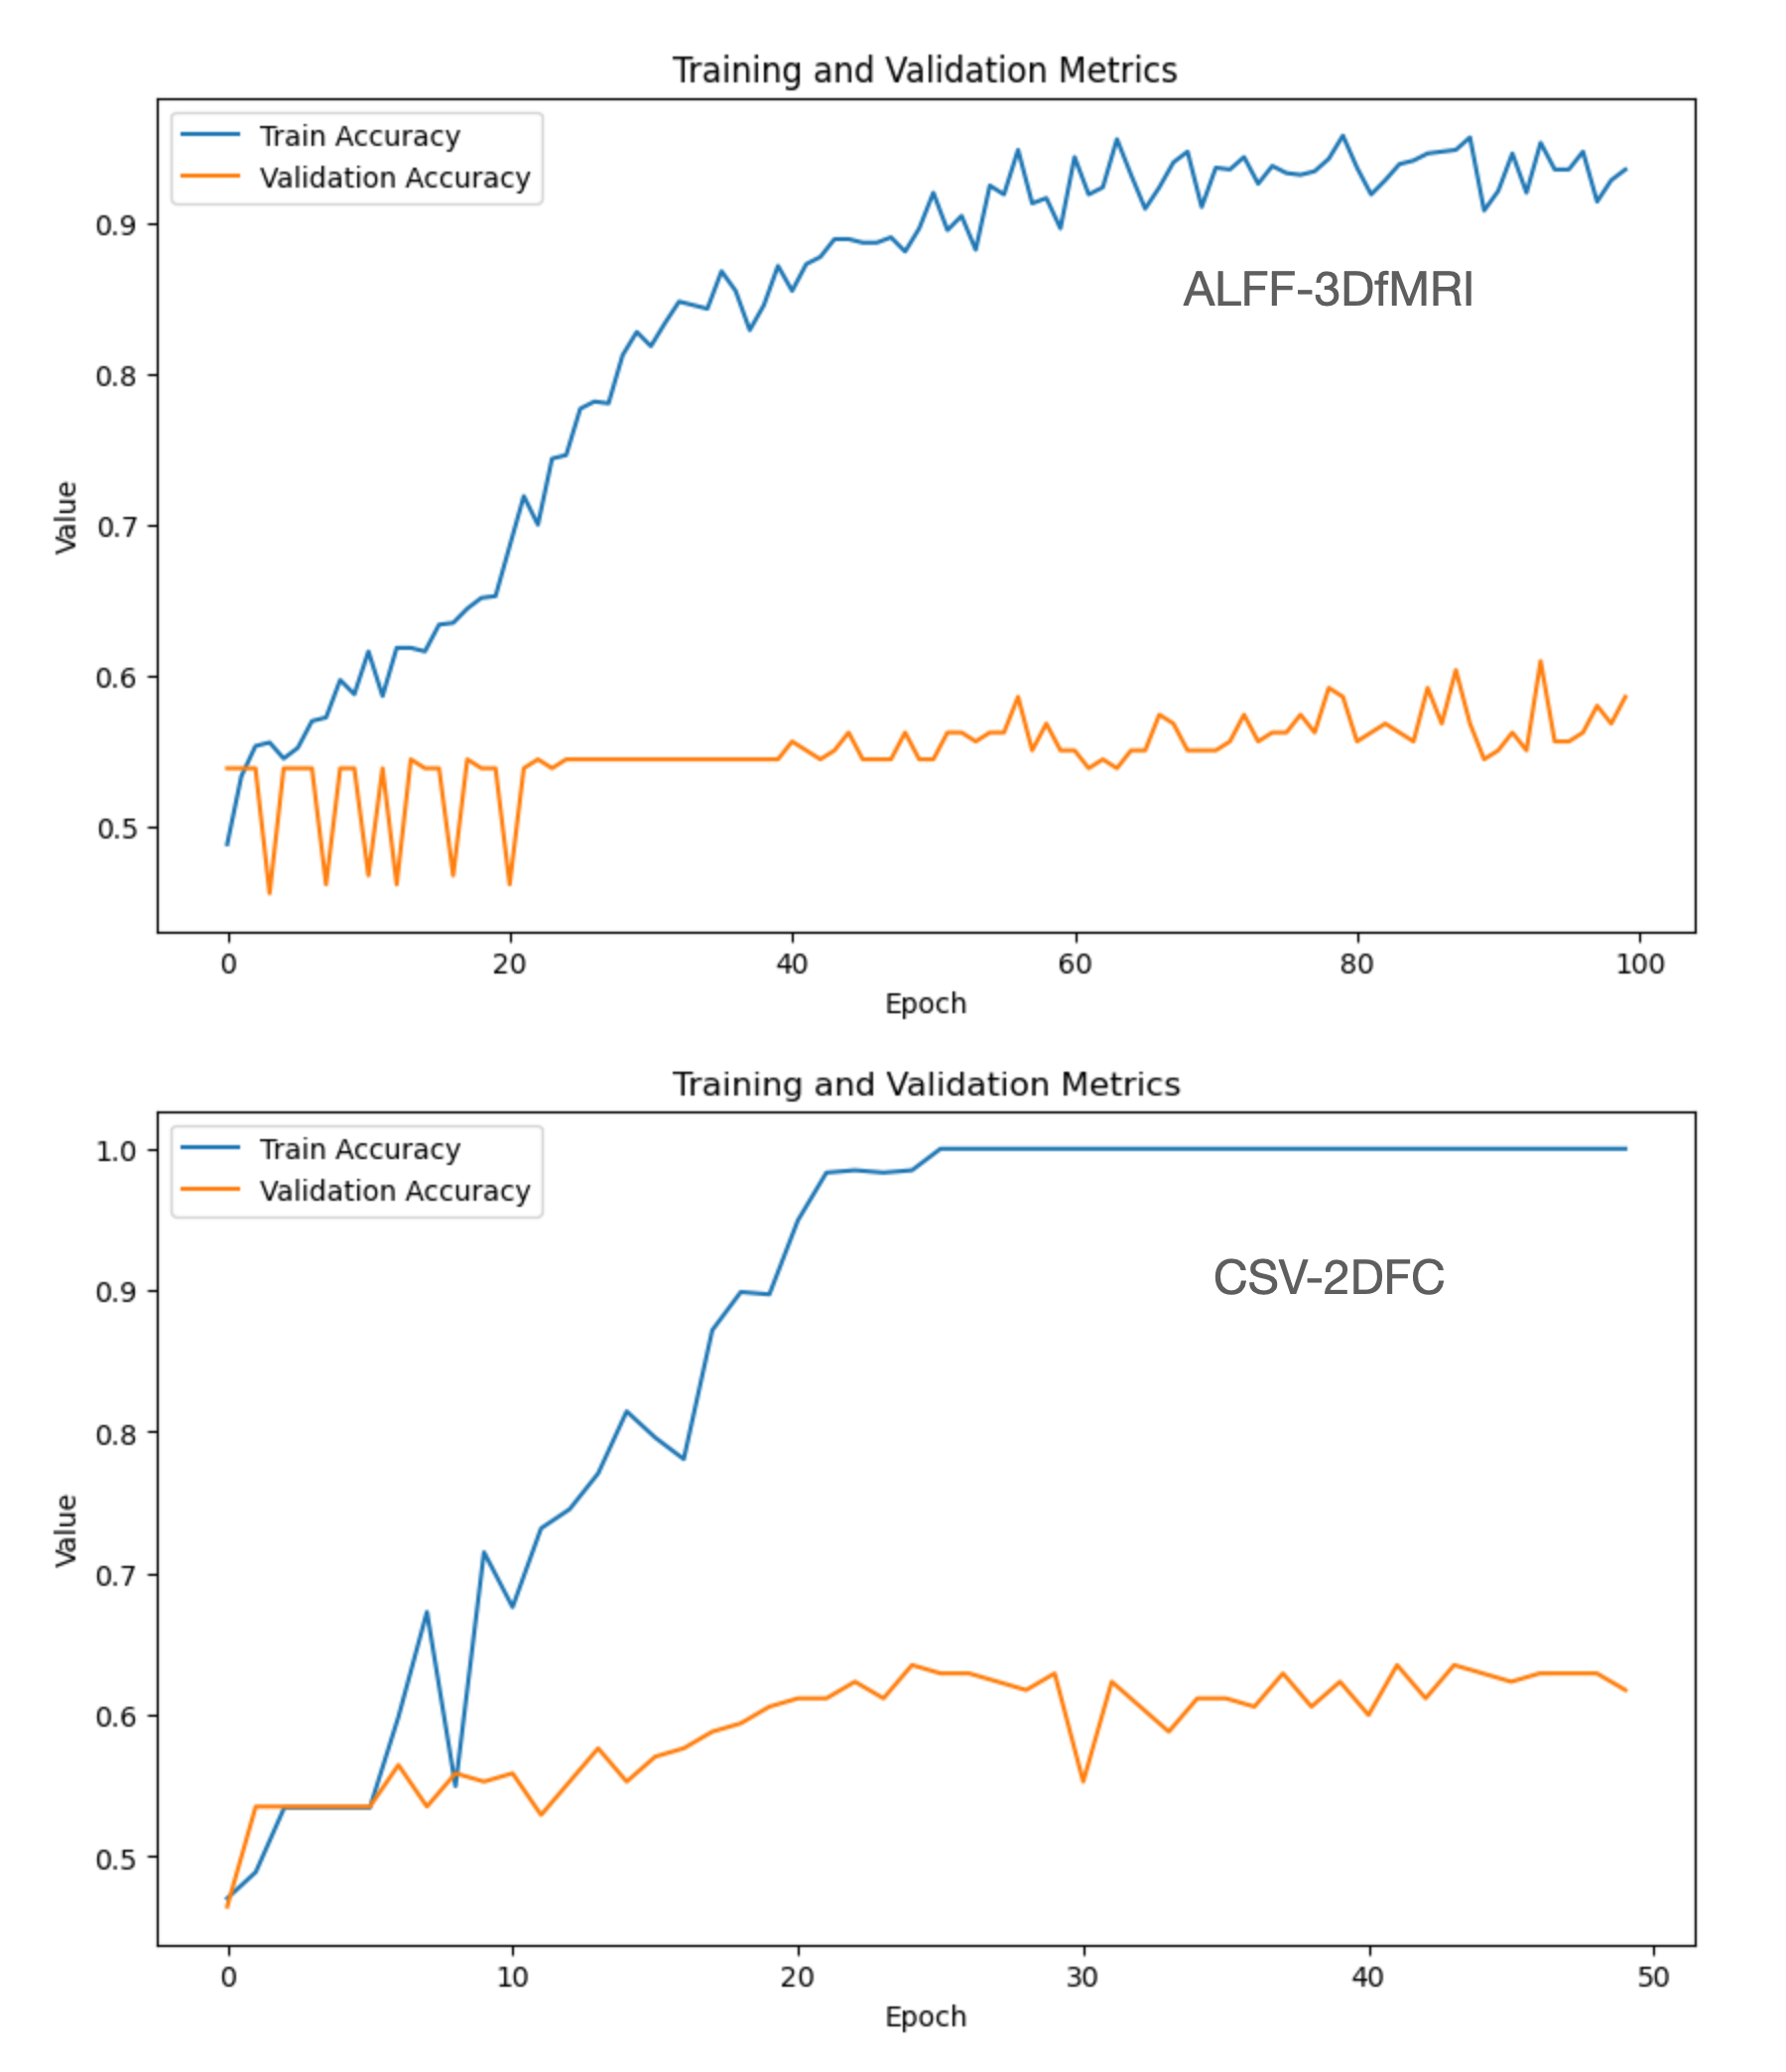 Training and Validation Metrics
Train Accuracy
Validation Accuracy
0.9
0.8
0.7
0.6
0.5
Value
ALFF-3DfMRI
0 20 40 60 80 100
Epoch
Training and Validation Metrics
Train Accuracy
Validation Accuracy
1.0
0.9
0.8
0.7
0.6
0.5
Value
CSV-2DFC
0 10 20 30 40 50
Epoch